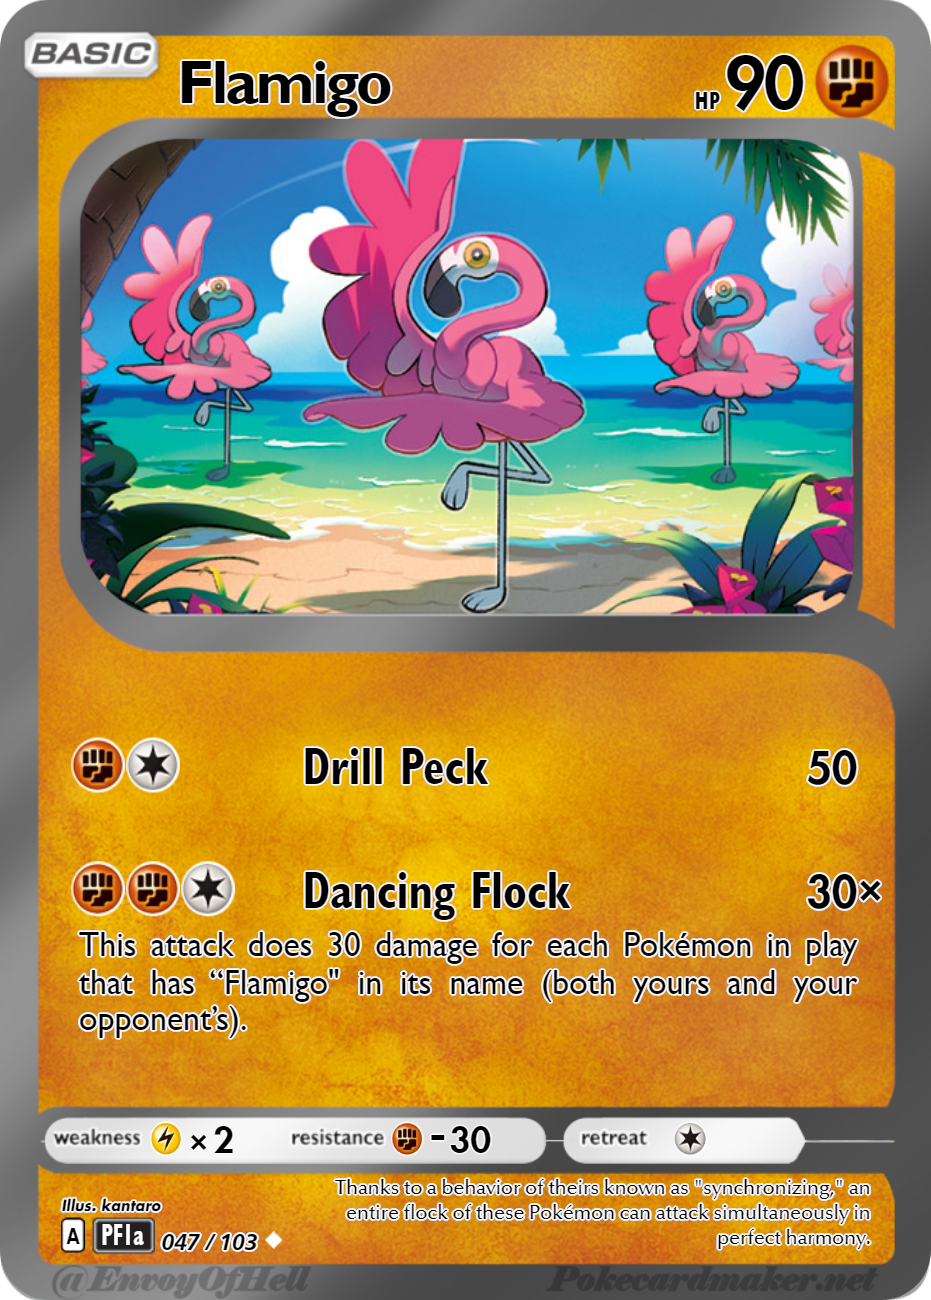 BASIC
Flamigo
HP 90
Drill Peck 50
Dancing Flock 30×
This attack does 30 damage for each Pokémon in play
that has “Flamigo" in its name (both yours and your
opponent’s).
weakness × 2 resistance -30 retreat
Thanks to a behavior of theirs known as "synchronizing," an
entire flock of these Pokémon can attack simultaneously in
perfect harmony.
Illus. kantaro
A PFla 047 / 103
@EnvoyOfHell Pokecardmaker.net